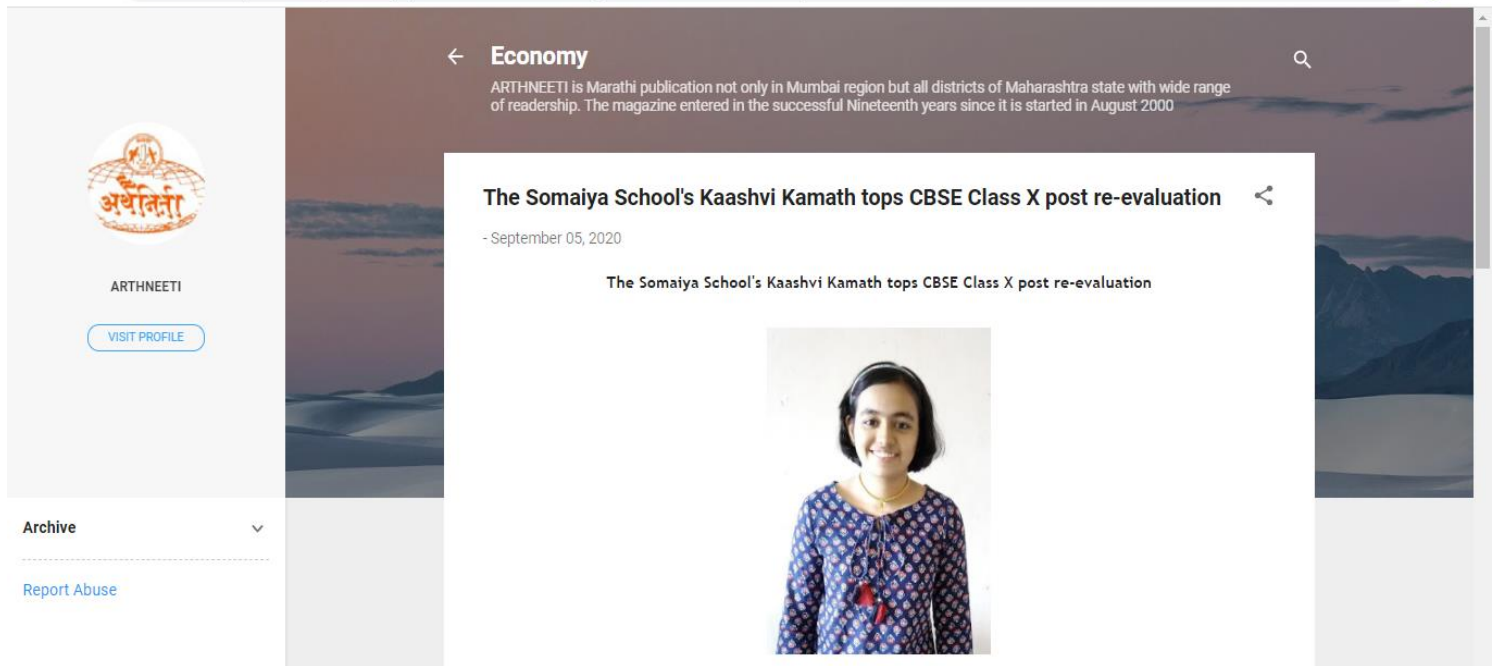 Economy
ARTHNEETI is Marathi publication not only in Mumbai region but all districts of Maharashtra state with wide range
of readership. The magazine entered in the successful Nineteenth years since it is started in August 2000
अर्थनिती
ARTHNEETI
VISIT PROFILE
Archive
Report Abuse
The Somaiya School's Kaashvi Kamath tops CBSE Class X post re-evaluation
- September 05, 2020
The Somaiya School's Kaashvi Kamath tops CBSE Class X post re-evaluation